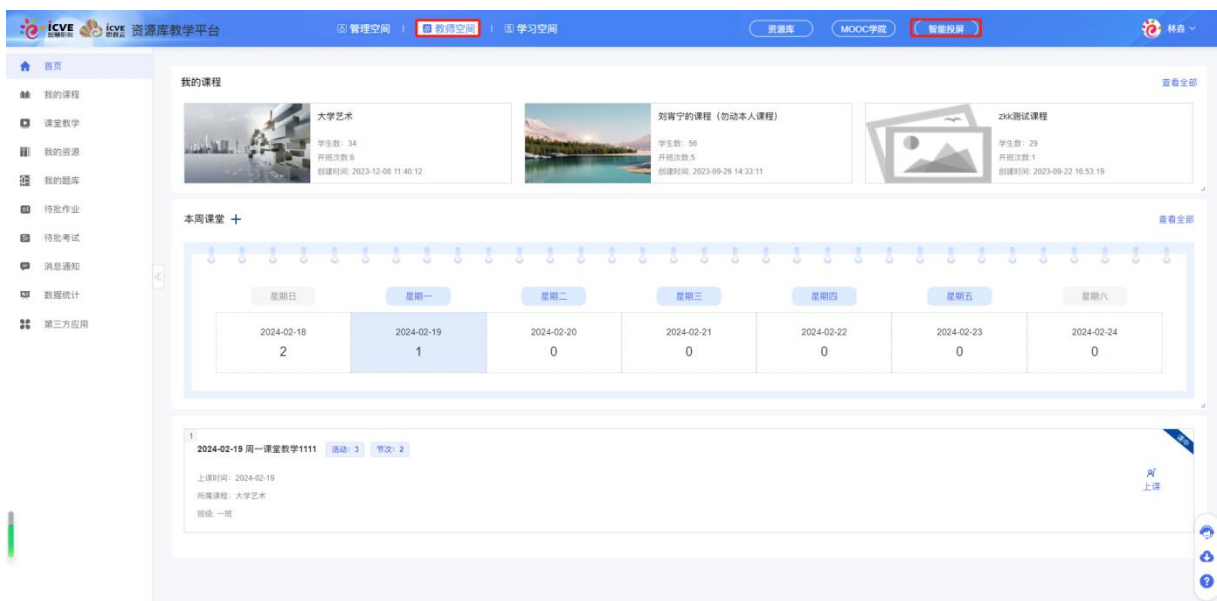 icve 智慧职教 icve 职教云 资源库教学平台
管理空间 教师空间 学习空间
资源库 MOOC学院 智能投屏
林垚
首页
我的课程
课堂教学
我的资源
我的题库
待批作业
待批考试
消息通知
数据统计
第三方应用
我的课程 查看全部
大学艺术
学生数: 34
开班次数:6
创建时间: 2023-12-08 11:40:12
刘宵宁的课程(勿动本人课程)
学生数: 56
开班次数:5
创建时间: 2023-09-26 14:33:11
zkk测试课程
学生数: 29
开班次数:1
创建时间: 2023-09-22 16:53:19
本周课堂 + 查看全部
星期日 星期一 星期二 星期三 星期四 星期五 星期六
2024-02-18 2024-02-19 2024-02-20 2024-02-21 2024-02-22 2024-02-23 2024-02-24
2 1 0 0 0 0 0
1
2024-02-19 周一课堂教学1111 活动: 3 节次: 2
课中
上课时间: 2024-02-19
所属课程: 大学艺术
班级: 一班
上课